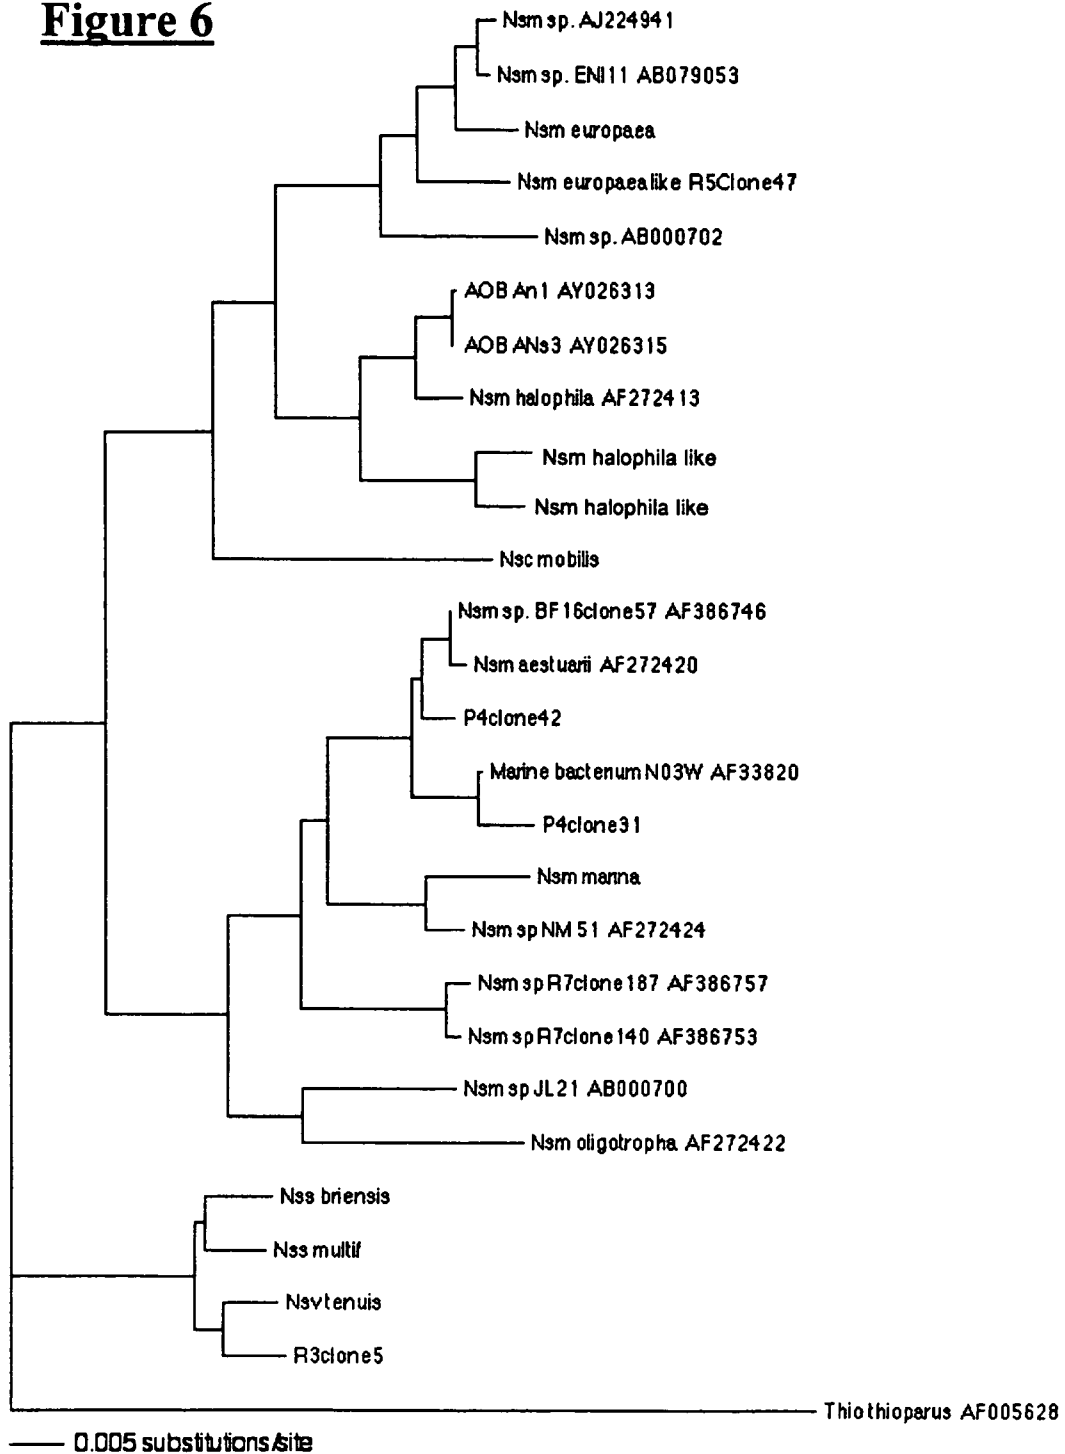 Figure 6
Nsm sp. AJ224941
Nsm sp. ENI11 AB079053
Nsm europaea
Nsm europaea like R5Clone47
Nsm sp. AB000702
AOB An1 AY026313
AOB ANs3 AY026315
Nsm halophila AF272413
Nsm halophila like
Nsm halophila like
Nsc mobilis
Nsm sp. BF16clone57 AF386746
Nsm aestuarii AF272420
P4clone42
Marine bacterium N03W AF33820
P4clone31
Nsm marina
Nsm sp NM 51 AF272424
Nsm sp R7clone187 AF386757
Nsm sp R7clone140 AF386753
Nsm sp JL21 AB000700
Nsm oligotropha AF272422
Nss briensis
Nss multif
Nsv tenuis
R3clone5
Thio thioparus AF005628
0.005 substitutions/site